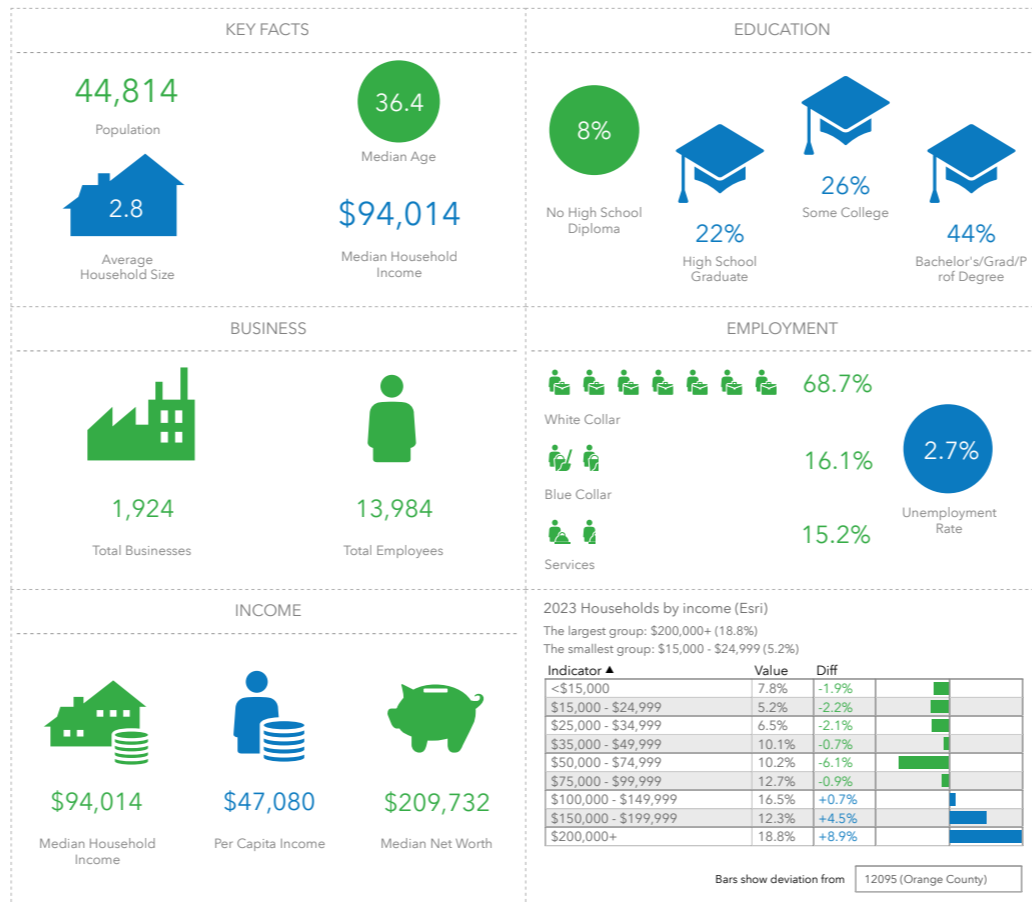 KEY FACTS
44,814
Population
36.4
Median Age
2.8
Average
Household Size
$94,014
Median Household
Income
EDUCATION
8%
No High School
Diploma
22%
High School
Graduate
26%
Some College
44%
Bachelor's/Grad/P
rof Degree
BUSINESS
1,924
Total Businesses
13,984
Total Employees
EMPLOYMENT
68.7%
White Collar
16.1%
Blue Collar
15.2%
Services
2.7%
Unemployment
Rate
INCOME
$94,014
Median Household
Income
$47,080
Per Capita Income
$209,732
Median Net Worth
2023 Households by income (Esri)
The largest group: $200,000+ (18.8%)
The smallest group: $15,000 - $24,999 (5.2%)
Indicator ▲ Value Diff
<$15,000 7.8% -1.9%
$15,000 - $24,999 5.2% -2.2%
$25,000 - $34,999 6.5% -2.1%
$35,000 - $49,999 10.1% -0.7%
$50,000 - $74,999 10.2% -6.1%
$75,000 - $99,999 12.7% -0.9%
$100,000 - $149,999 16.5% +0.7%
$150,000 - $199,999 12.3% +4.5%
$200,000+ 18.8% +8.9%
Bars show deviation from 12095 (Orange County)